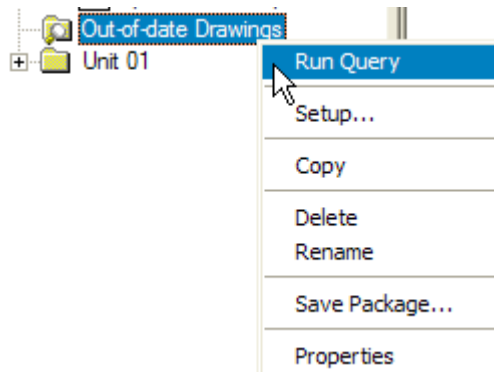 Out-of-date Drawings
Unit 01
Run Query
Setup...
Copy
Delete
Rename
Save Package...
Properties